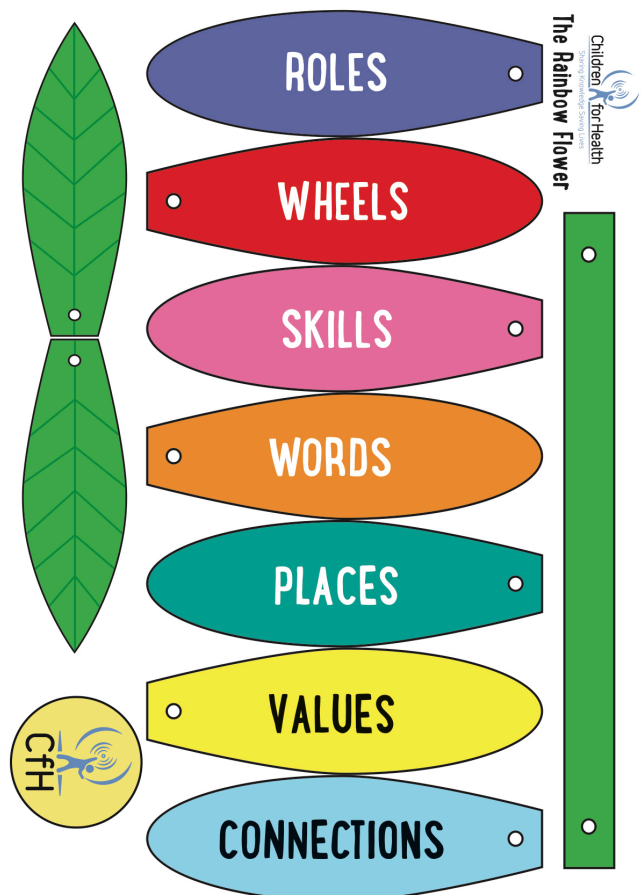 ROLES
WHEELS
SKILLS
WORDS
PLACES
VALUES
CONNECTIONS
Children for Health
Sharing Knowledge Saving Lives
The Rainbow Flower
CfH